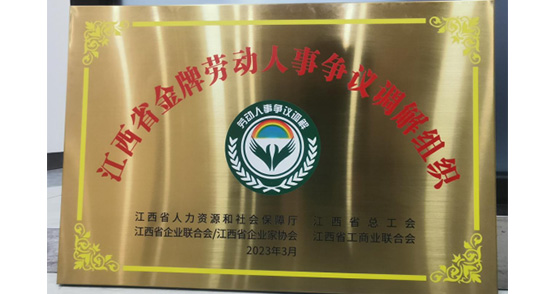 江西省金牌劳动人事争议调解组织
劳动人事争议调解
江西省人力资源和社会保障厅 江西省总工会
江西省企业联合会/江西省企业家协会 江西省工商业联合会
2023年3月